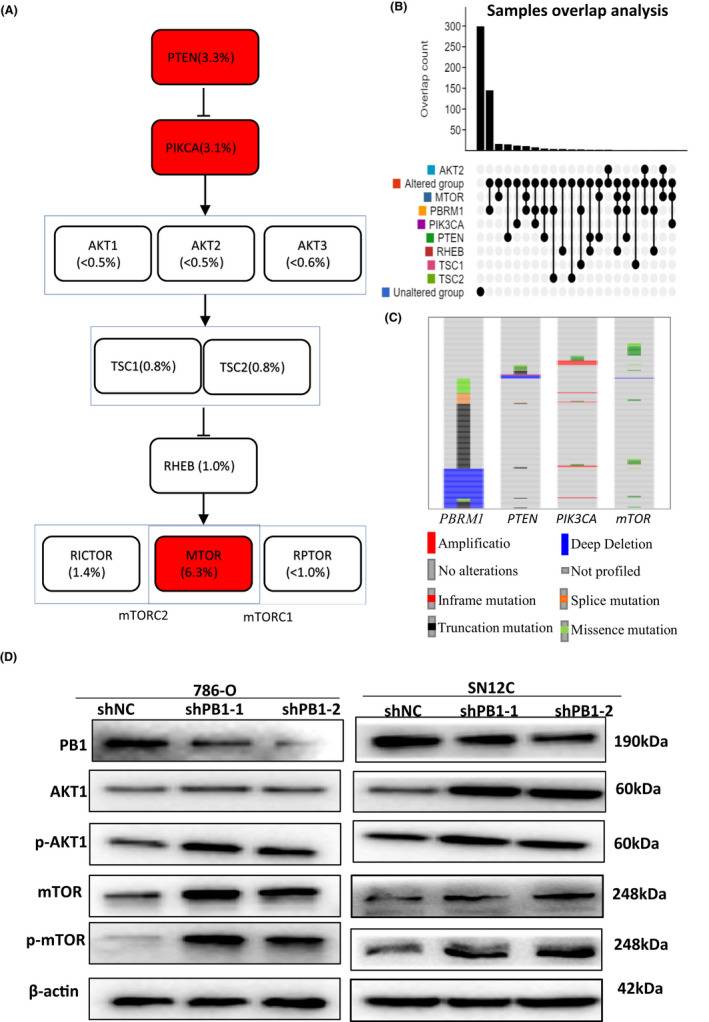 (A)
PTEN(3.3%)
PIKCA(3.1%)
AKT1
(<0.5%)
AKT2
(<0.5%)
AKT3
(<0.6%)
TSC1(0.8%)
TSC2(0.8%)
RHEB (1.0%)
RICTOR
(1.4%)
MTOR
(6.3%)
RPTOR
(<1.0%)
mTORC2
mTORC1
(B)
Samples overlap analysis
Overlap count
300
250
200
150
100
50
AKT2
Altered group
MTOR
PBRM1
PIK3CA
PTEN
RHEB
TSC1
TSC2
Unaltered group
(C)
PBRM1
PTEN
PIK3CA
mTOR
Amplificatio
Deep Deletion
No alterations
Not profiled
Inframe mutation
Splice mutation
Truncation mutation
Missence mutation
(D)
786-O
SN12C
shNC
shPB1-1
shPB1-2
shNC
shPB1-1
shPB1-2
PB1
190kDa
AKT1
60kDa
p-AKT1
60kDa
mTOR
248kDa
p-mTOR
248kDa
β-actin
42kDa